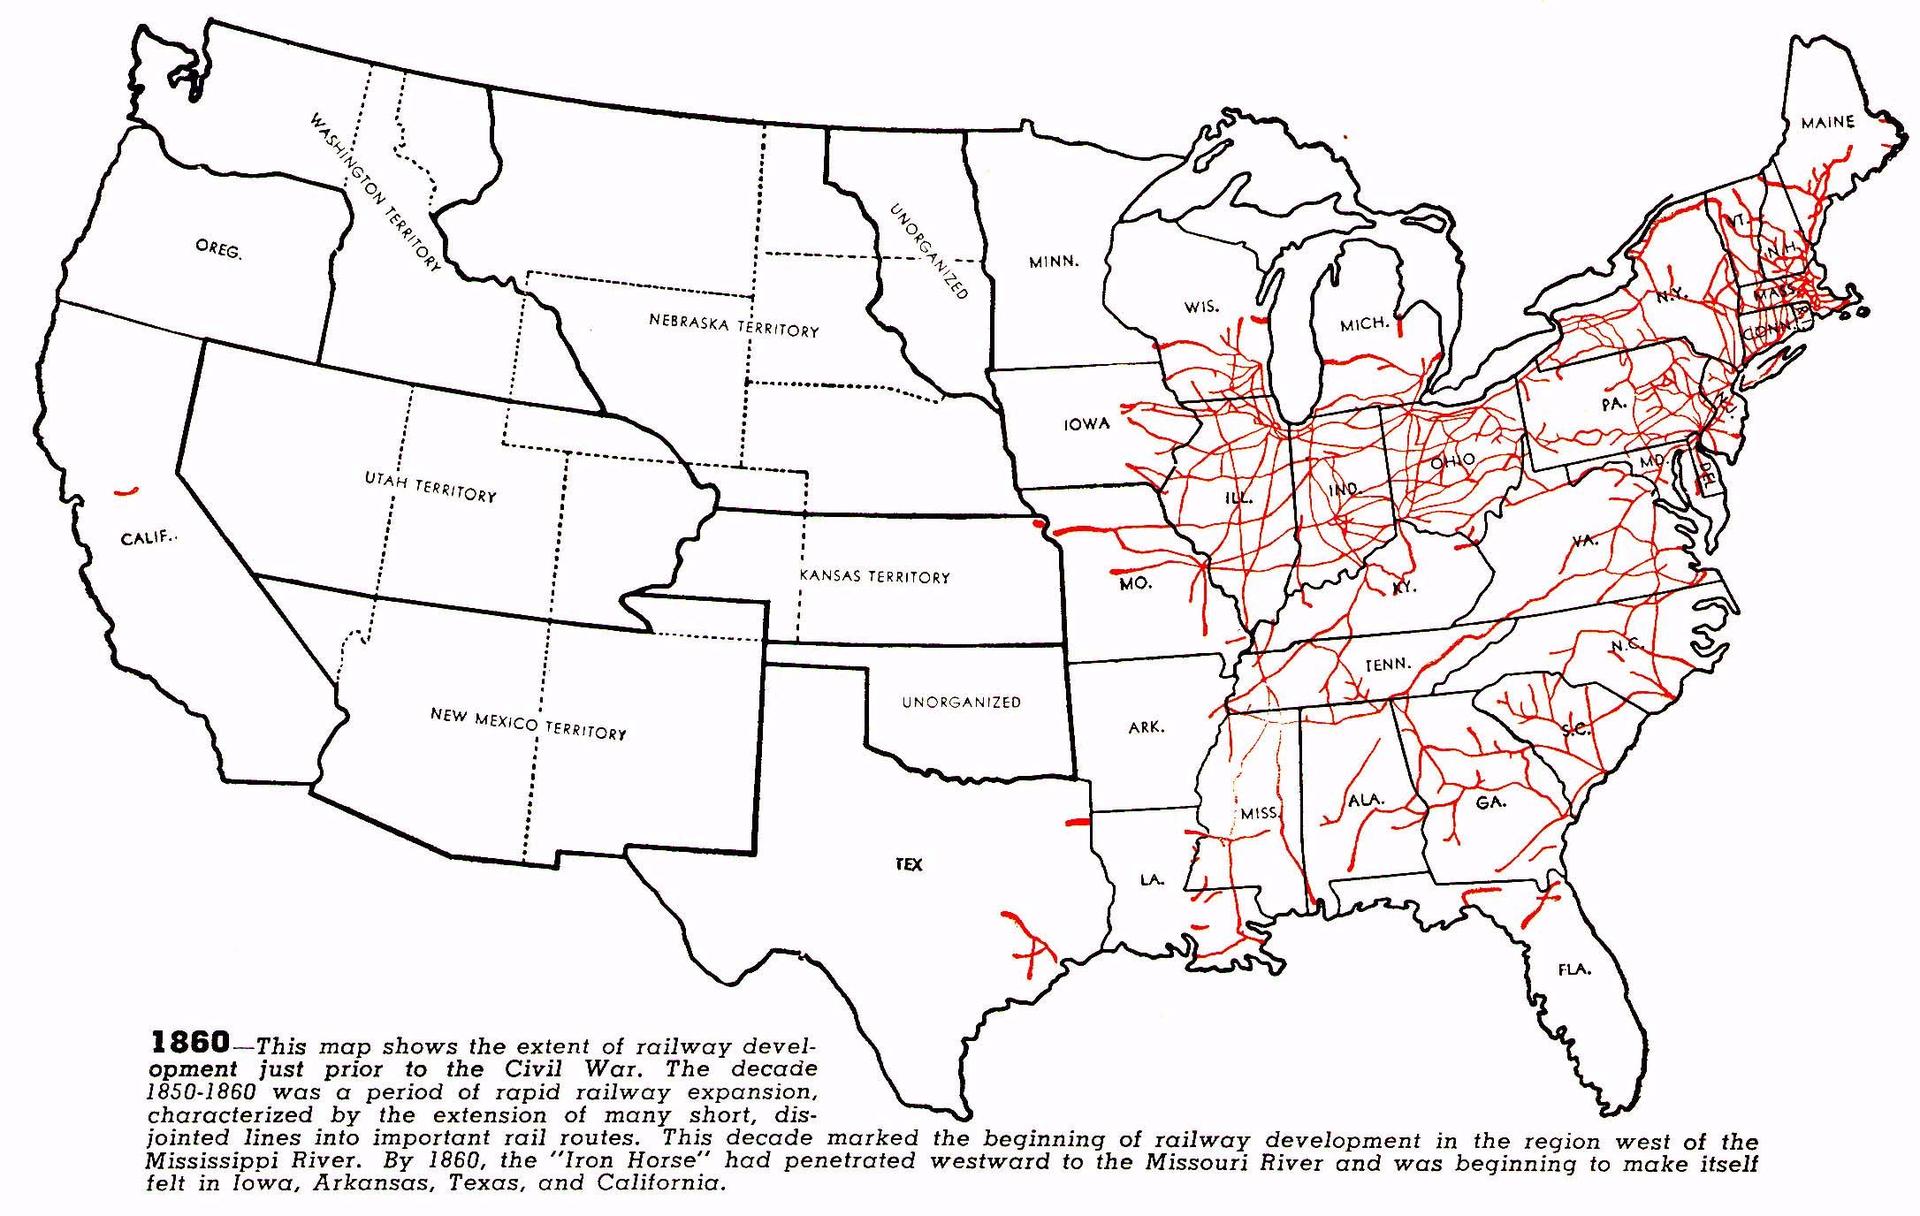 MAINE
WASHINGTON TERRITORY
OREG.
UNORGANIZED
MINN.
VT.
N.H.
WIS.
MICH.
N.Y.
MASS.
CONN.
R.I.
NEBRASKA TERRITORY
IOWA
PA.
N.J.
OHIO
MD.
DEL.
UTAH TERRITORY
ILL.
IND.
CALIF..
VA.
KANSAS TERRITORY
MO.
KY.
N.C.
TENN.
UNORGANIZED
NEW MEXICO TERRITORY
ARK.
S.C.
MISS.
ALA.
GA.
TEX
LA.
FLA.
1860—This map shows the extent of railway devel-
opment just prior to the Civil War. The decade
1850-1860 was a period of rapid railway expansion,
characterized by the extension of many short, dis-
jointed lines into important rail routes. This decade marked the beginning of railway development in the region west of the
Mississippi River. By 1860, the "Iron Horse" had penetrated westward to the Missouri River and was beginning to make itself
felt in Iowa, Arkansas, Texas, and California.